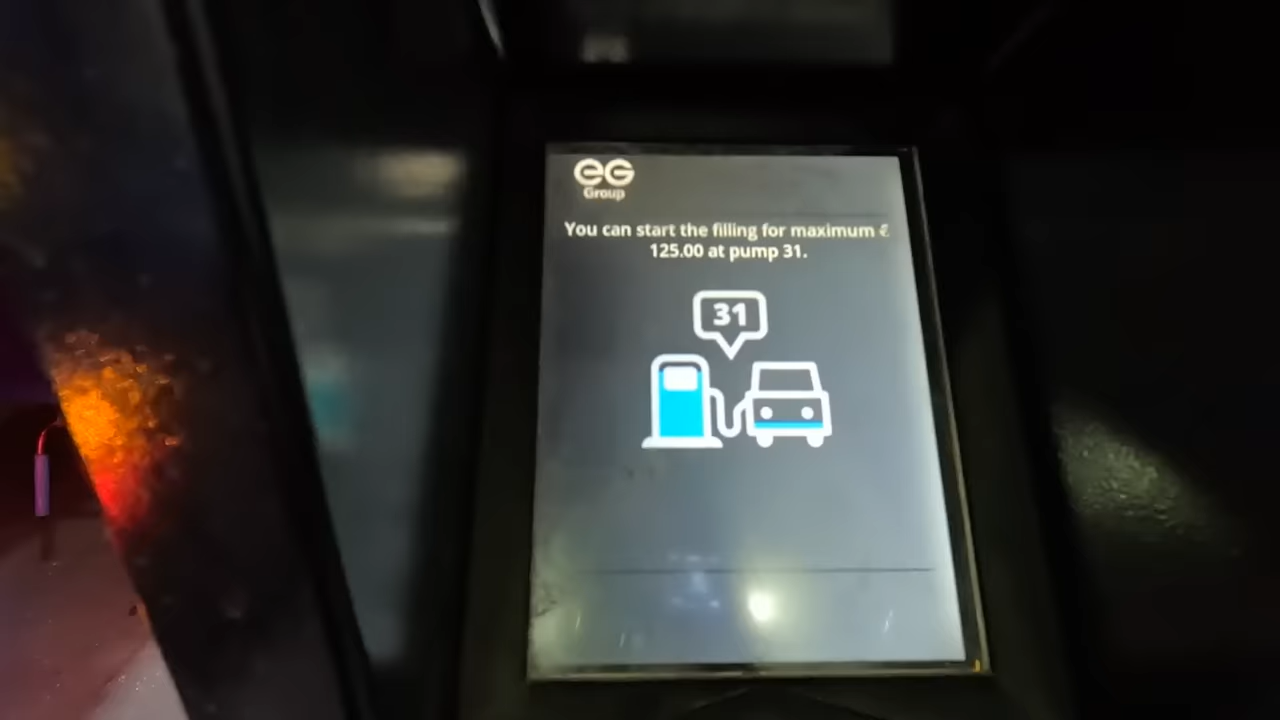 eG
Group
You can start the filling for maximum €
125.00 at pump 31.
31